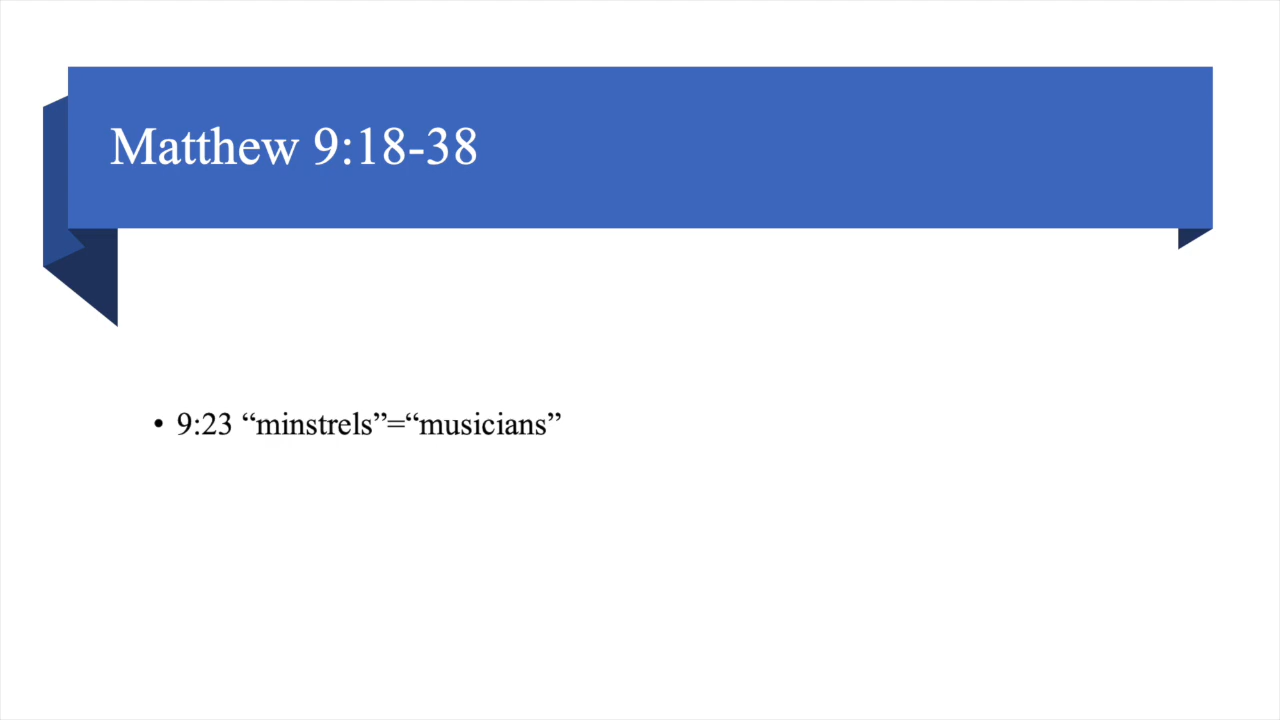 Matthew 9:18-38
• 9:23 “minstrels”=“musicians”